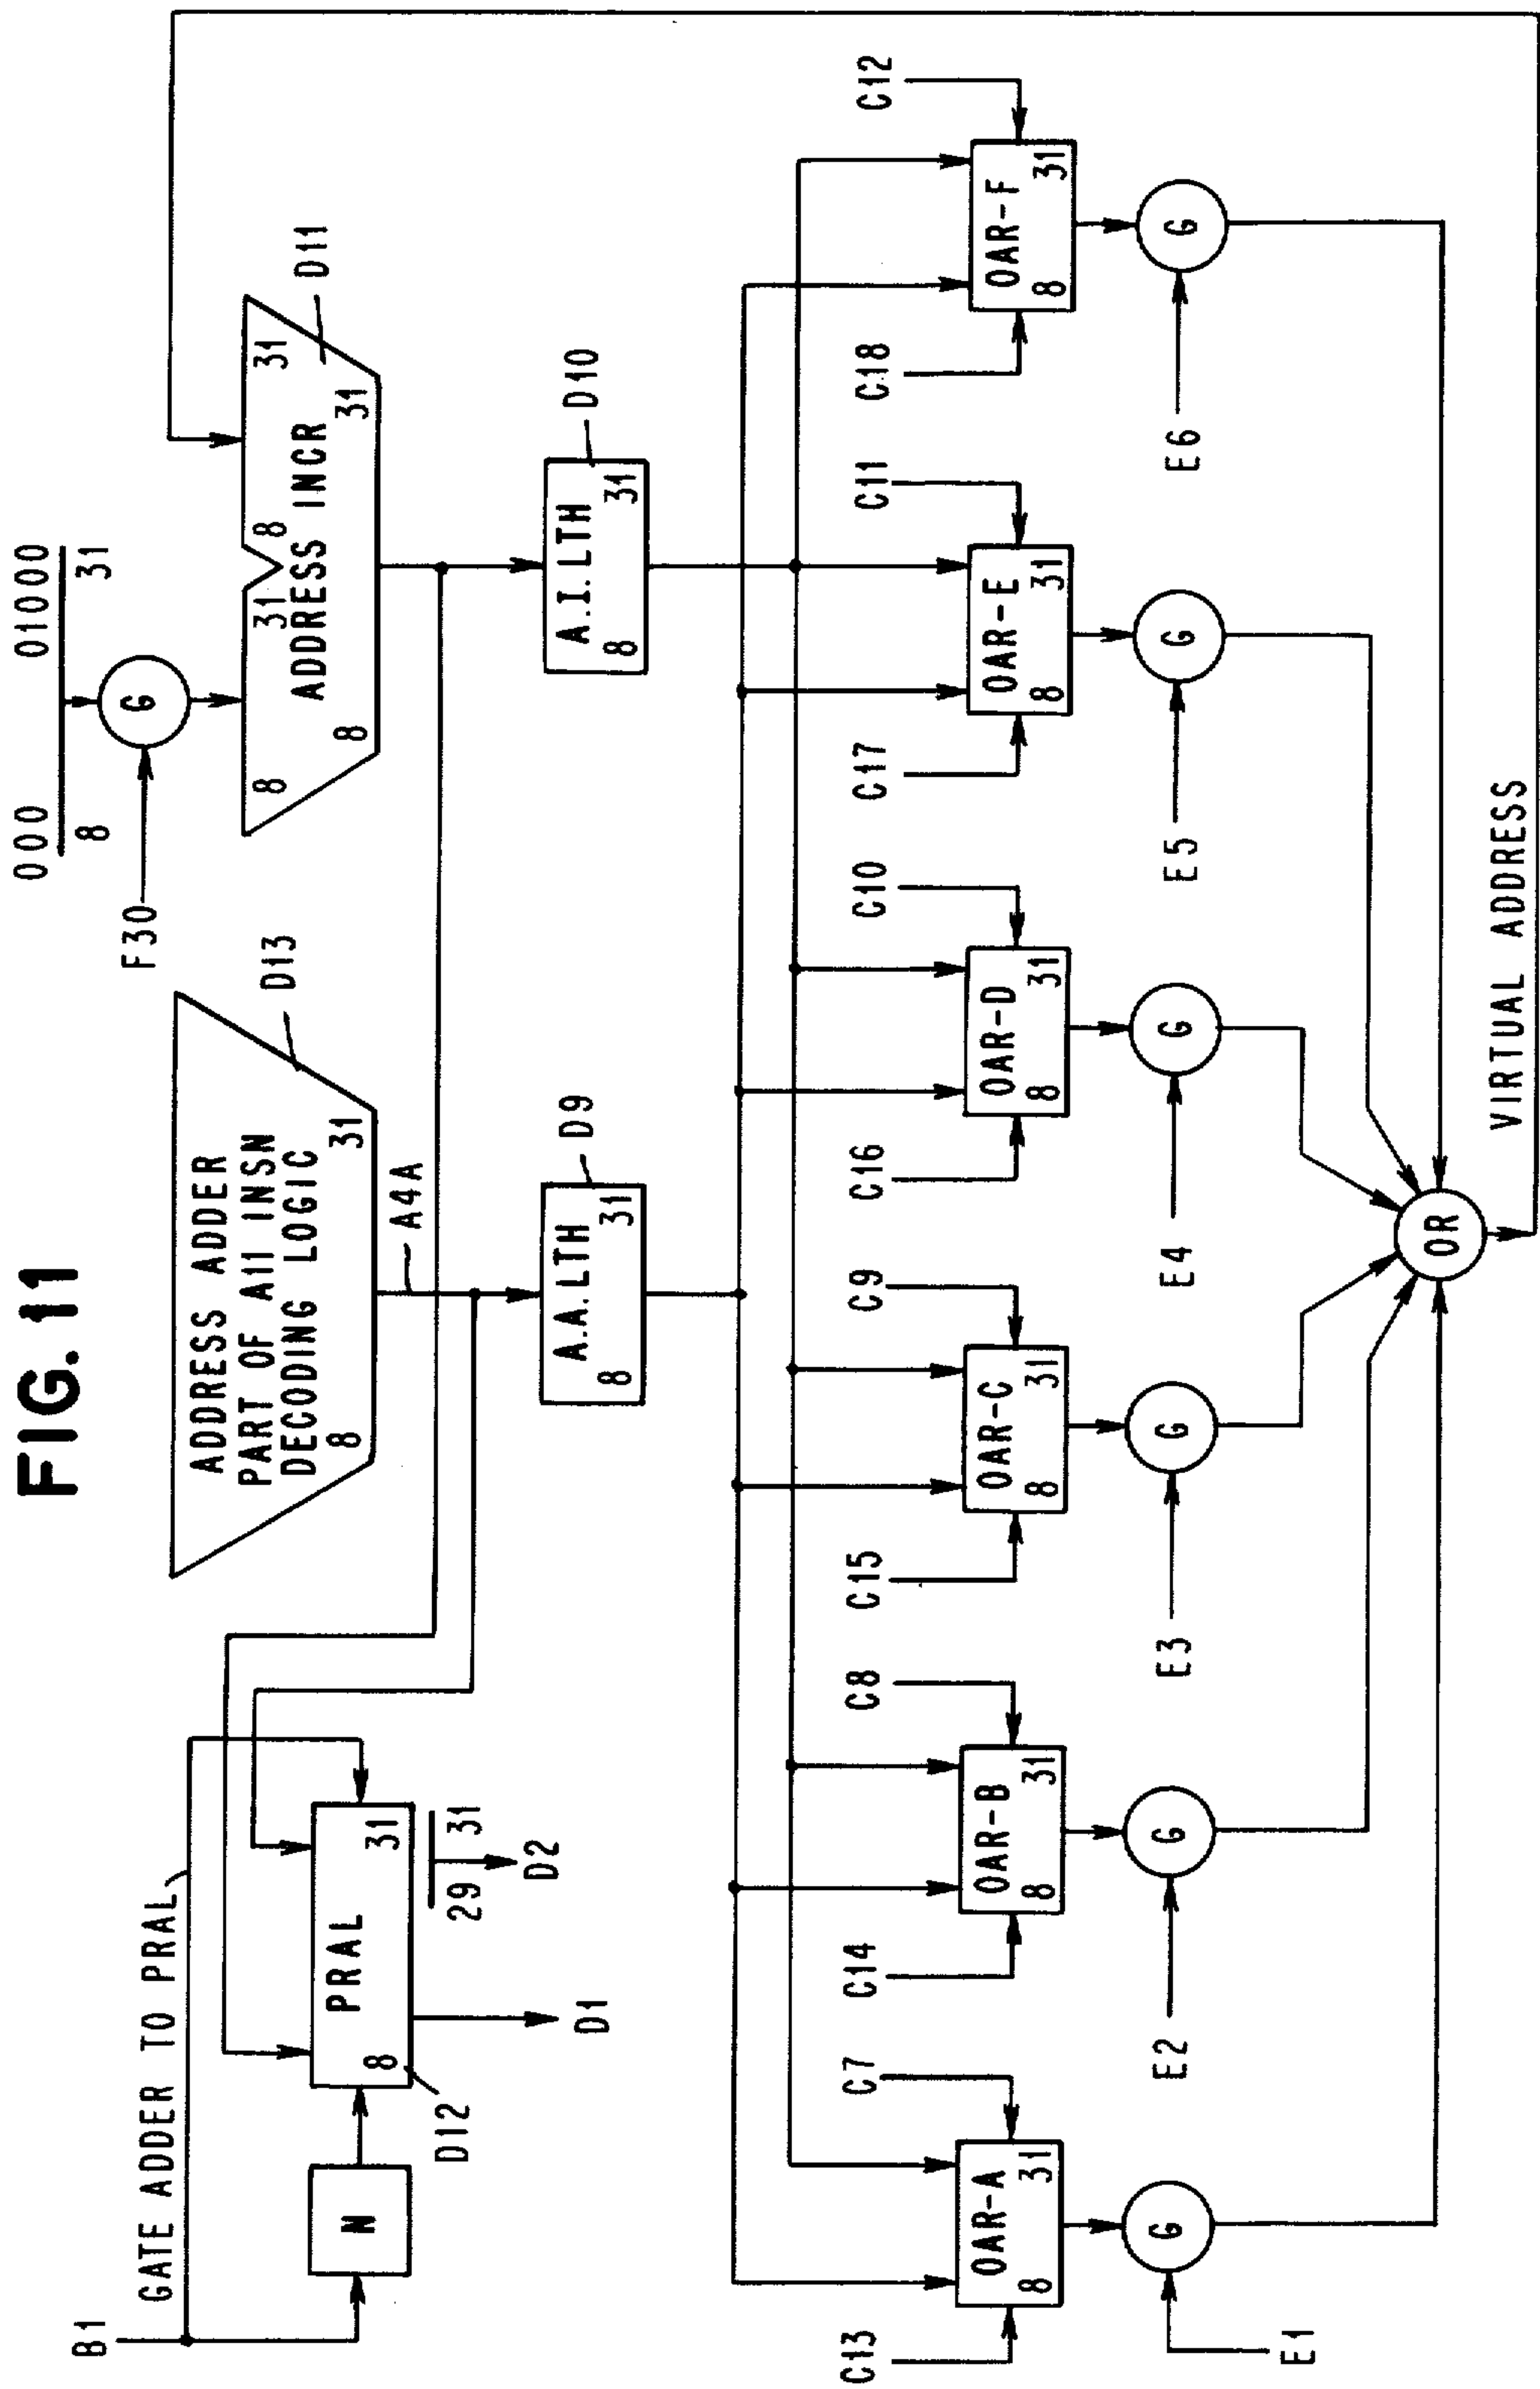 FIG. 11
B1
GATE ADDER TO PRAL
N
PRAL
8 31
D12
29 31
D1
D2
ADDRESS ADDER
PART OF A11 INSN
DECODING LOGIC
8 31
D13
A4A
A.A.LTH
8 31
D9
000 01000
8 31
F30
G
8 31 8 31
ADDRESS INCR
8 31
D11
A.I.LTH
8 31
D10
C13
OAR-A
8 31
C7
C14
OAR-B
8 31
C8
C15
OAR-C
8 31
C9
C16
OAR-D
8 31
C10
C17
OAR-E
8 31
C11
C18
OAR-F
8 31
C12
G
G
G
G
G
G
E1
E2
E3
E4
E5
E6
OR
VIRTUAL ADDRESS